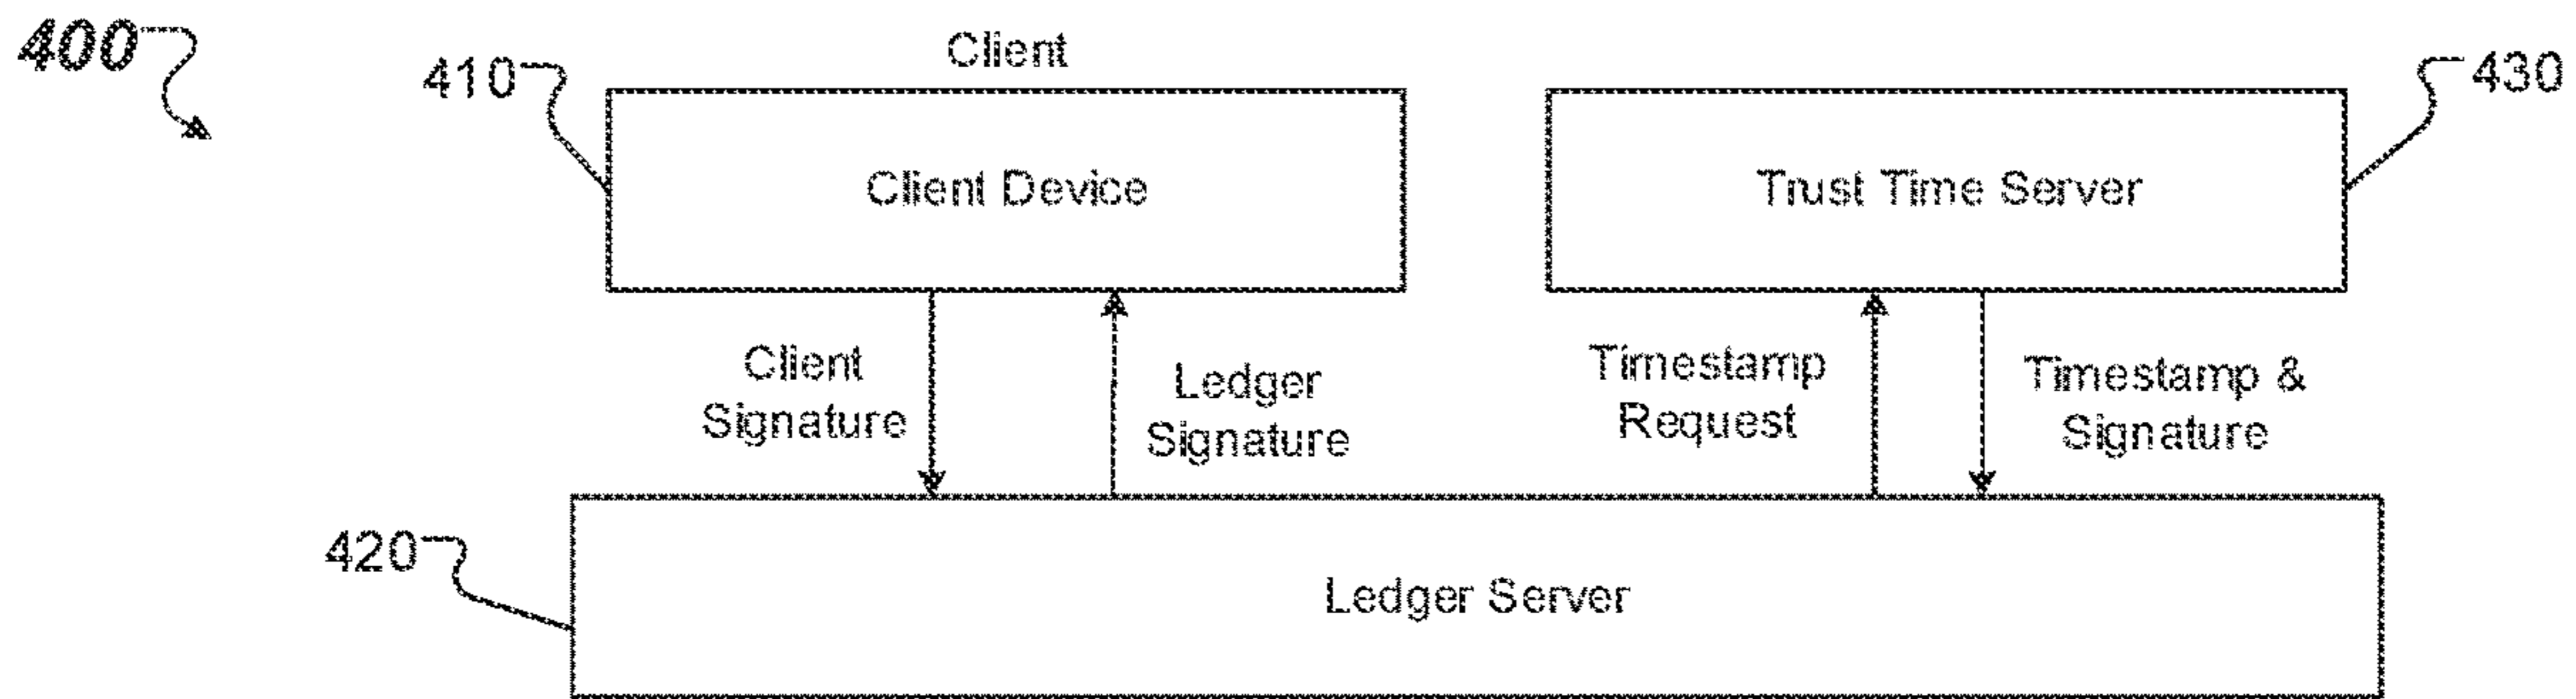 400
Client
410
430
Client Device
Trust Time Server
Client
Signature
Ledger
Signature
Timestamp
Request
Timestamp &
Signature
420
Ledger Server